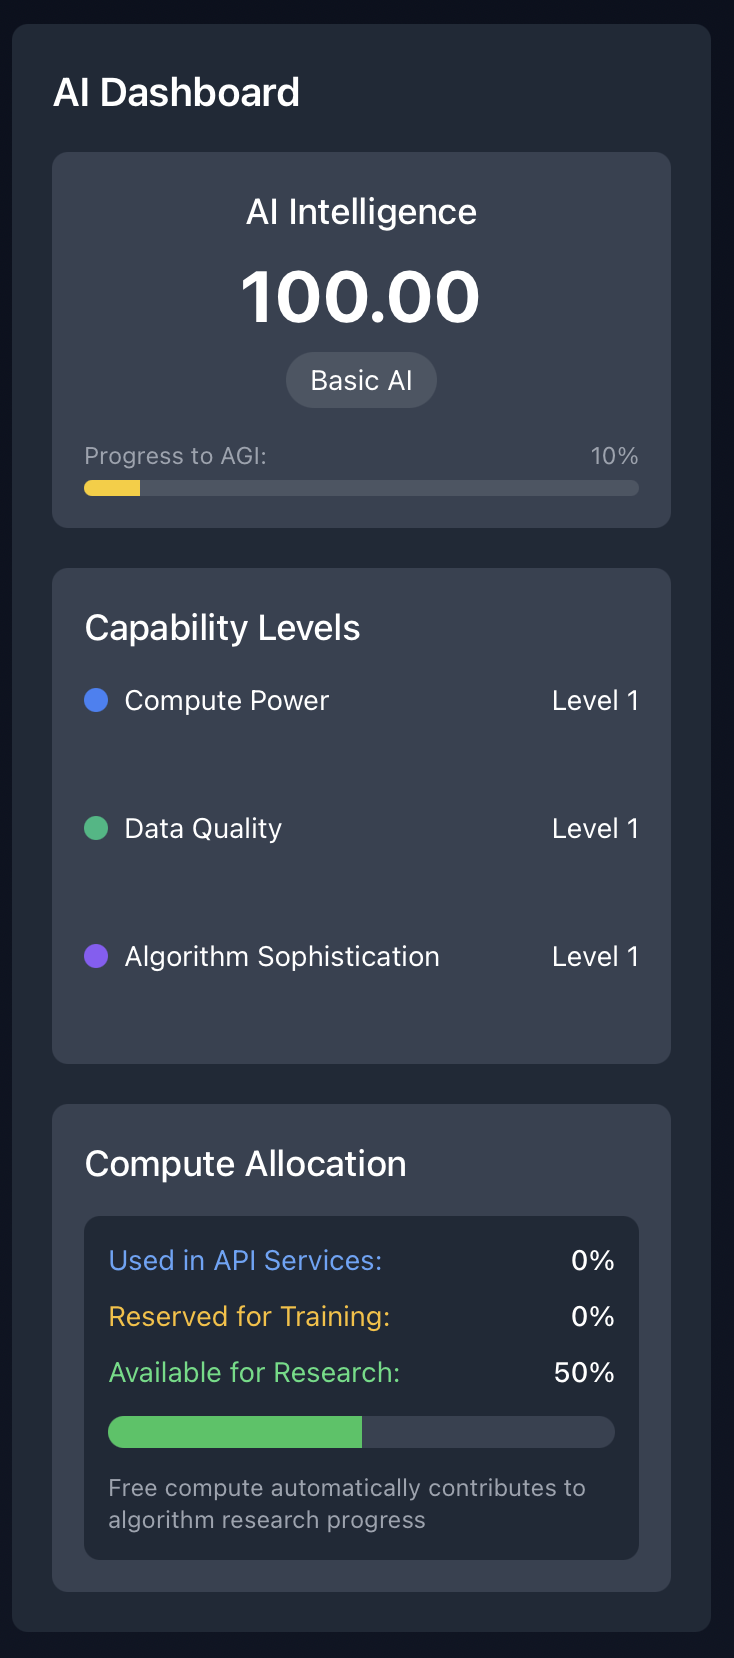 AI Dashboard
AI Intelligence
100.00
Basic AI
Progress to AGI: 10%
Capability Levels
Compute Power Level 1
Data Quality Level 1
Algorithm Sophistication Level 1
Compute Allocation
Used in API Services: 0%
Reserved for Training: 0%
Available for Research: 50%
Free compute automatically contributes to
algorithm research progress